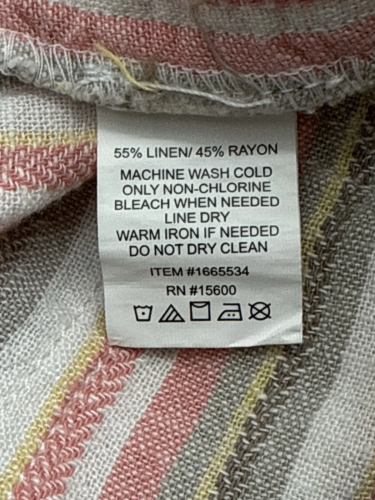 55% LINEN/ 45% RAYON
MACHINE WASH COLD
ONLY NON-CHLORINE
BLEACH WHEN NEEDED
LINE DRY
WARM IRON IF NEEDED
DO NOT DRY CLEAN
ITEM #1665534
RN #15600